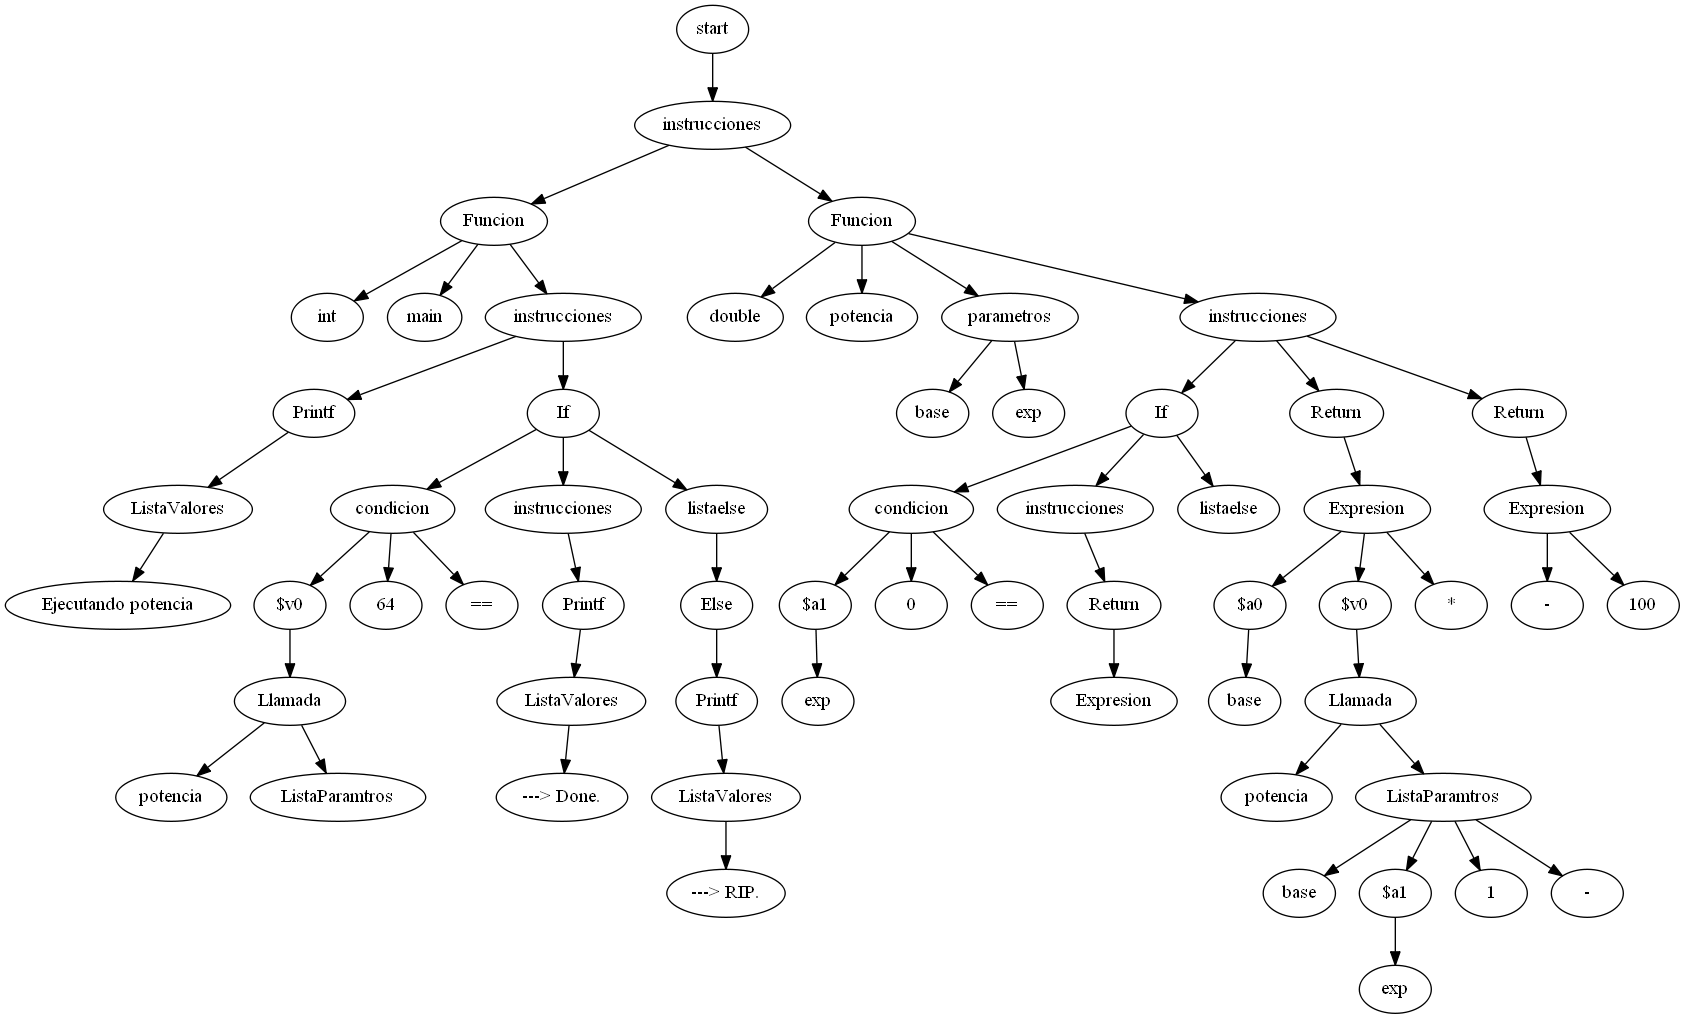 start
instrucciones
Funcion
Funcion
int
main
instrucciones
double
potencia
parametros
instrucciones
Printf
If
base
exp
If
Return
Return
ListaValores
condicion
instrucciones
listaelse
condicion
instrucciones
listaelse
Expresion
Expresion
Ejecutando potencia
$v0
64
==
Printf
Else
$a1
0
==
Return
$a0
$v0
*
-
100
Llamada
ListaValores
Printf
exp
Expresion
base
Llamada
potencia
ListaParamtros
---> Done.
ListaValores
potencia
ListaParamtros
---> RIP.
base
$a1
1
-
exp